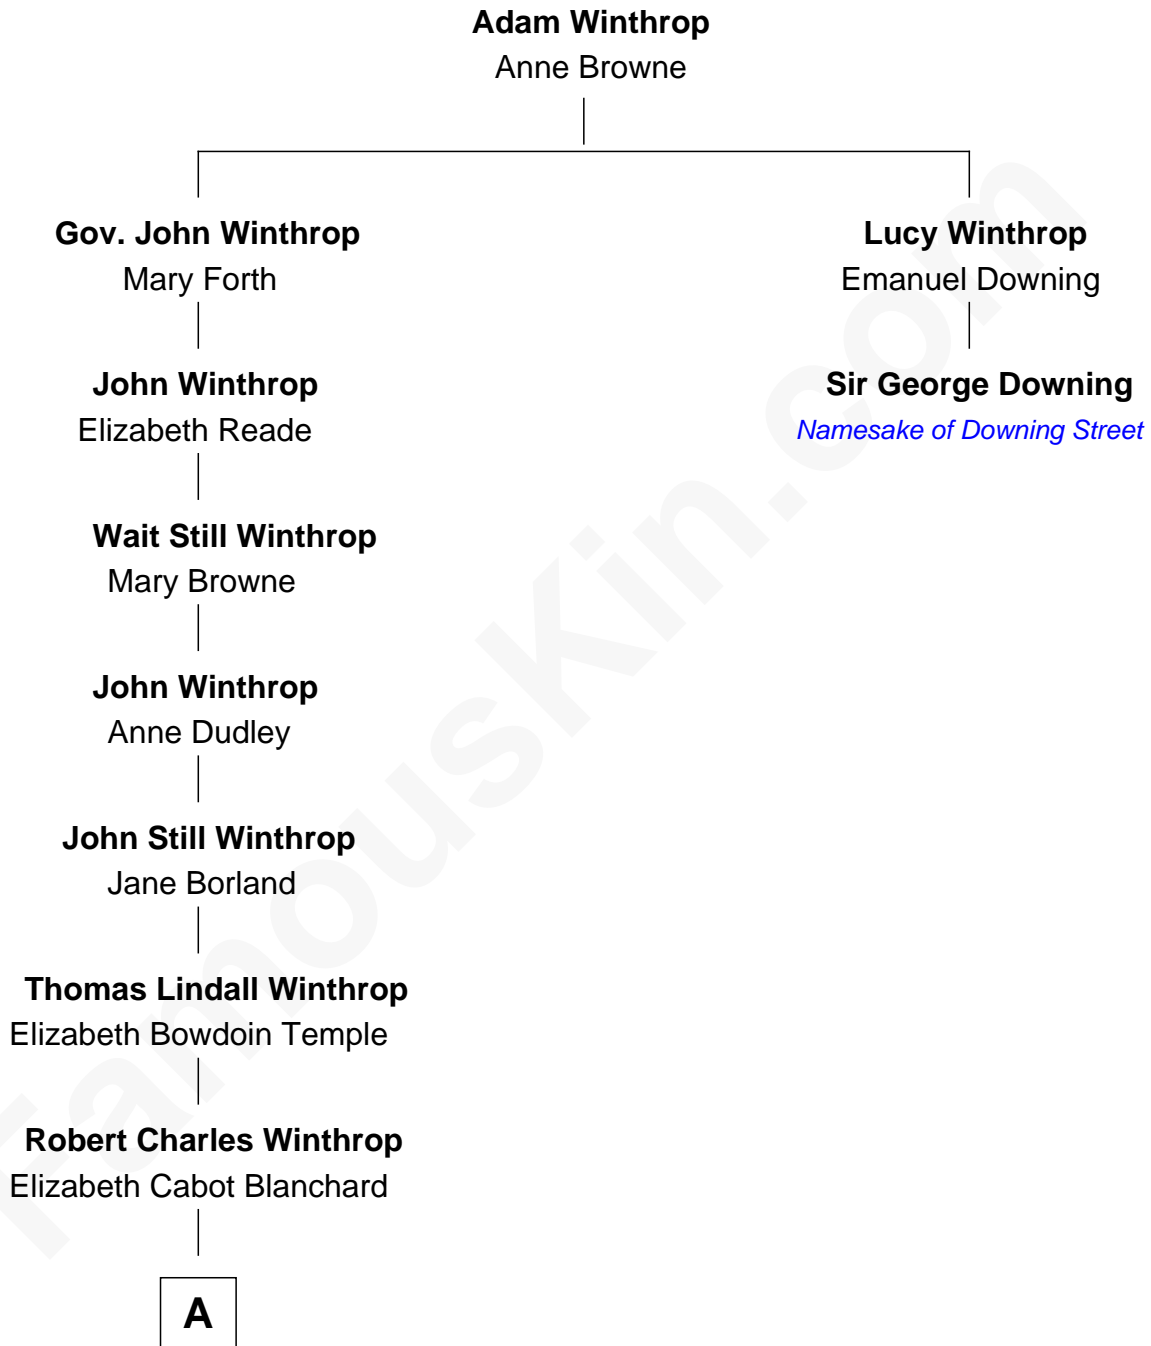 Adam Winthrop
Anne Browne
Gov. John Winthrop
Mary Forth
Lucy Winthrop
Emanuel Downing
John Winthrop
Elizabeth Reade
Sir George Downing
Namesake of Downing Street
Wait Still Winthrop
Mary Browne
John Winthrop
Anne Dudley
John Still Winthrop
Jane Borland
Thomas Lindall Winthrop
Elizabeth Bowdoin Temple
Robert Charles Winthrop
Elizabeth Cabot Blanchard
A
FamousKin.com